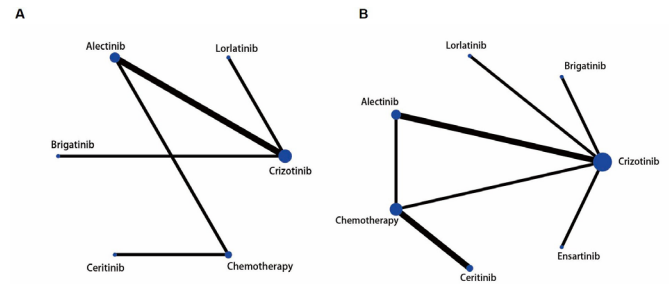 A
Alectinib
Lorlatinib
Brigatinib
Crizotinib
Ceritinib
Chemotherapy
B
Lorlatinib
Brigatinib
Alectinib
Crizotinib
Chemotherapy
Ensartinib
Ceritinib